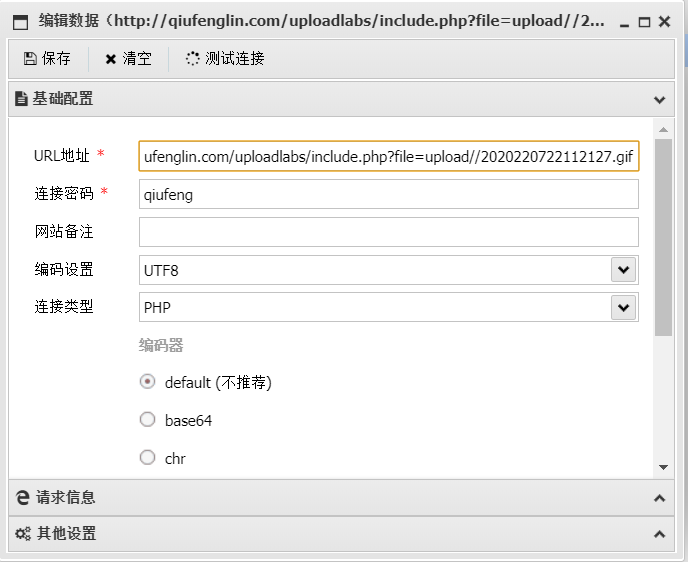 编辑数据（http://qiufenglin.com/uploadlabs/include.php?file=upload//2...
保存 清空 测试连接
基础配置
URL地址 * ufenglin.com/uploadlabs/include.php?file=upload//2020220722112127.gif
连接密码 * qiufeng
网站备注
编码设置 UTF8
连接类型 PHP
编码器
default (不推荐)
base64
chr
请求信息
其他设置